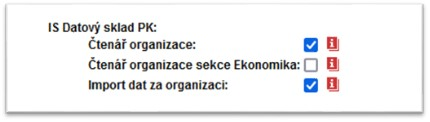 IS Datový sklad PK:
Čtenář organizace:
Čtenář organizace sekce Ekonomika:
Import dat za organizaci: